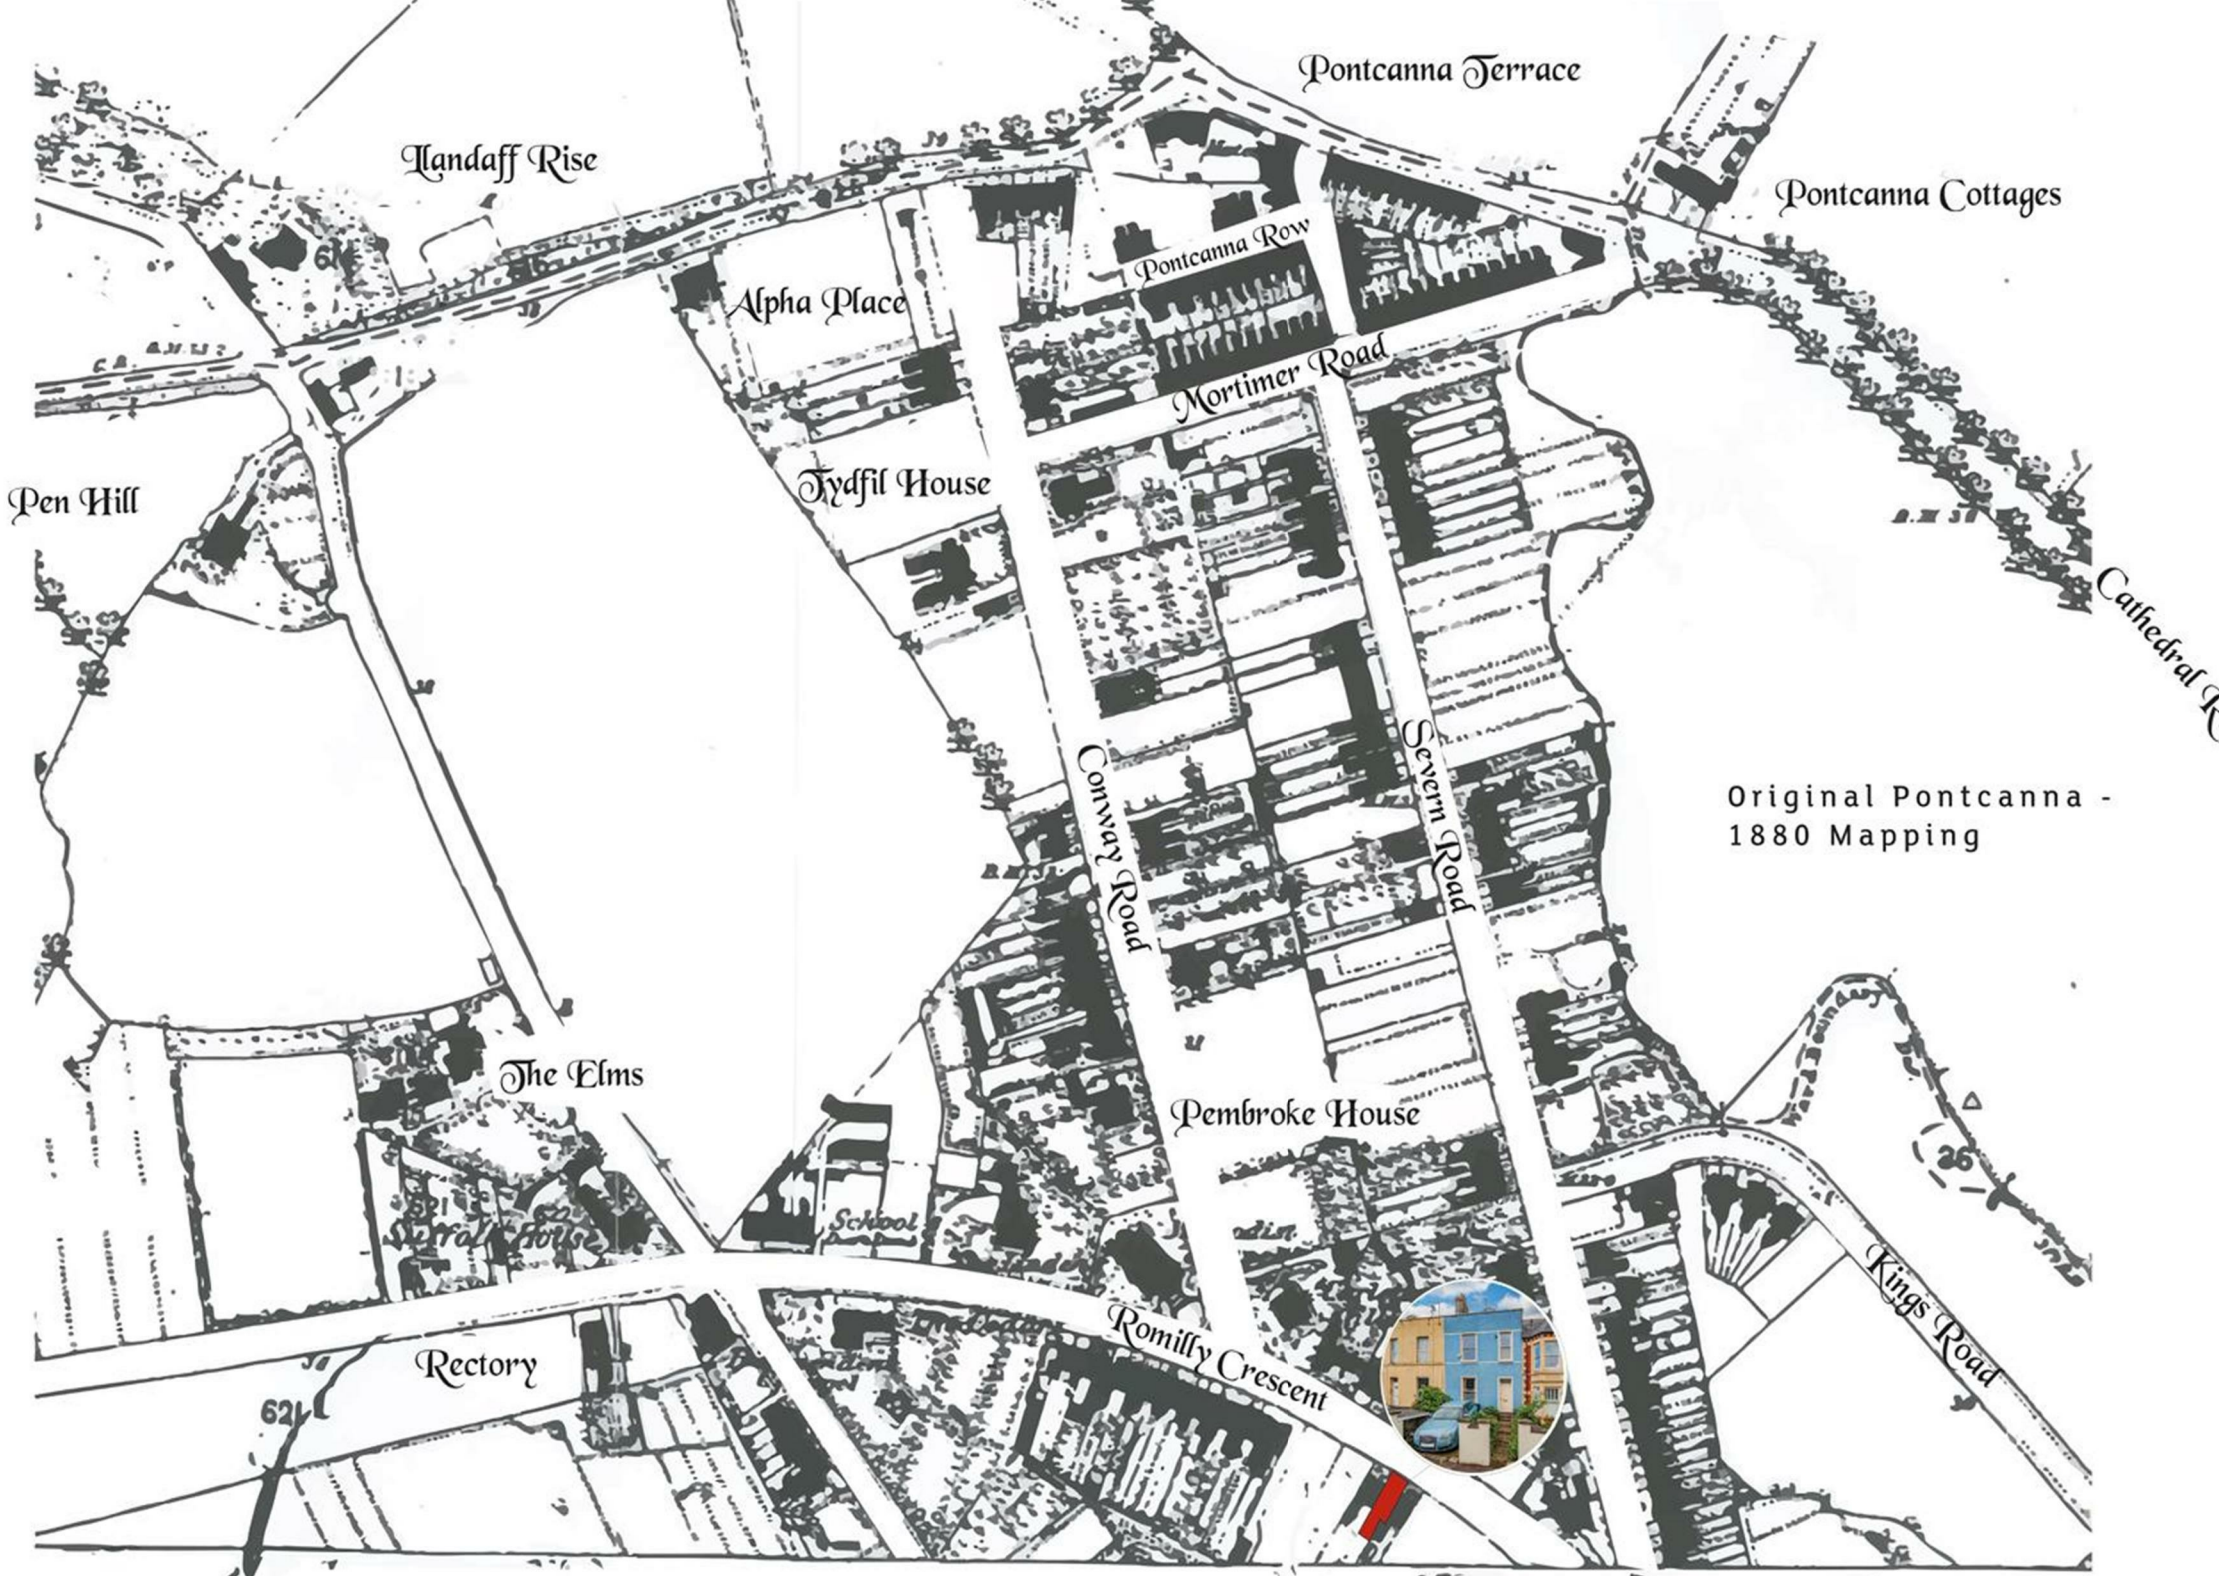 Pontcanna Terrace
Llandaff Rise
Pontcanna Cottages
Pontcanna Row
Alpha Place
Mortimer Road
Tydfil House
Pen Hill
Cathedral R
Severn Road
Conway Road
Original Pontcanna -
1880 Mapping
The Elms
Pembroke House
26
School
Kings Road
Romilly Crescent
Rectory
621